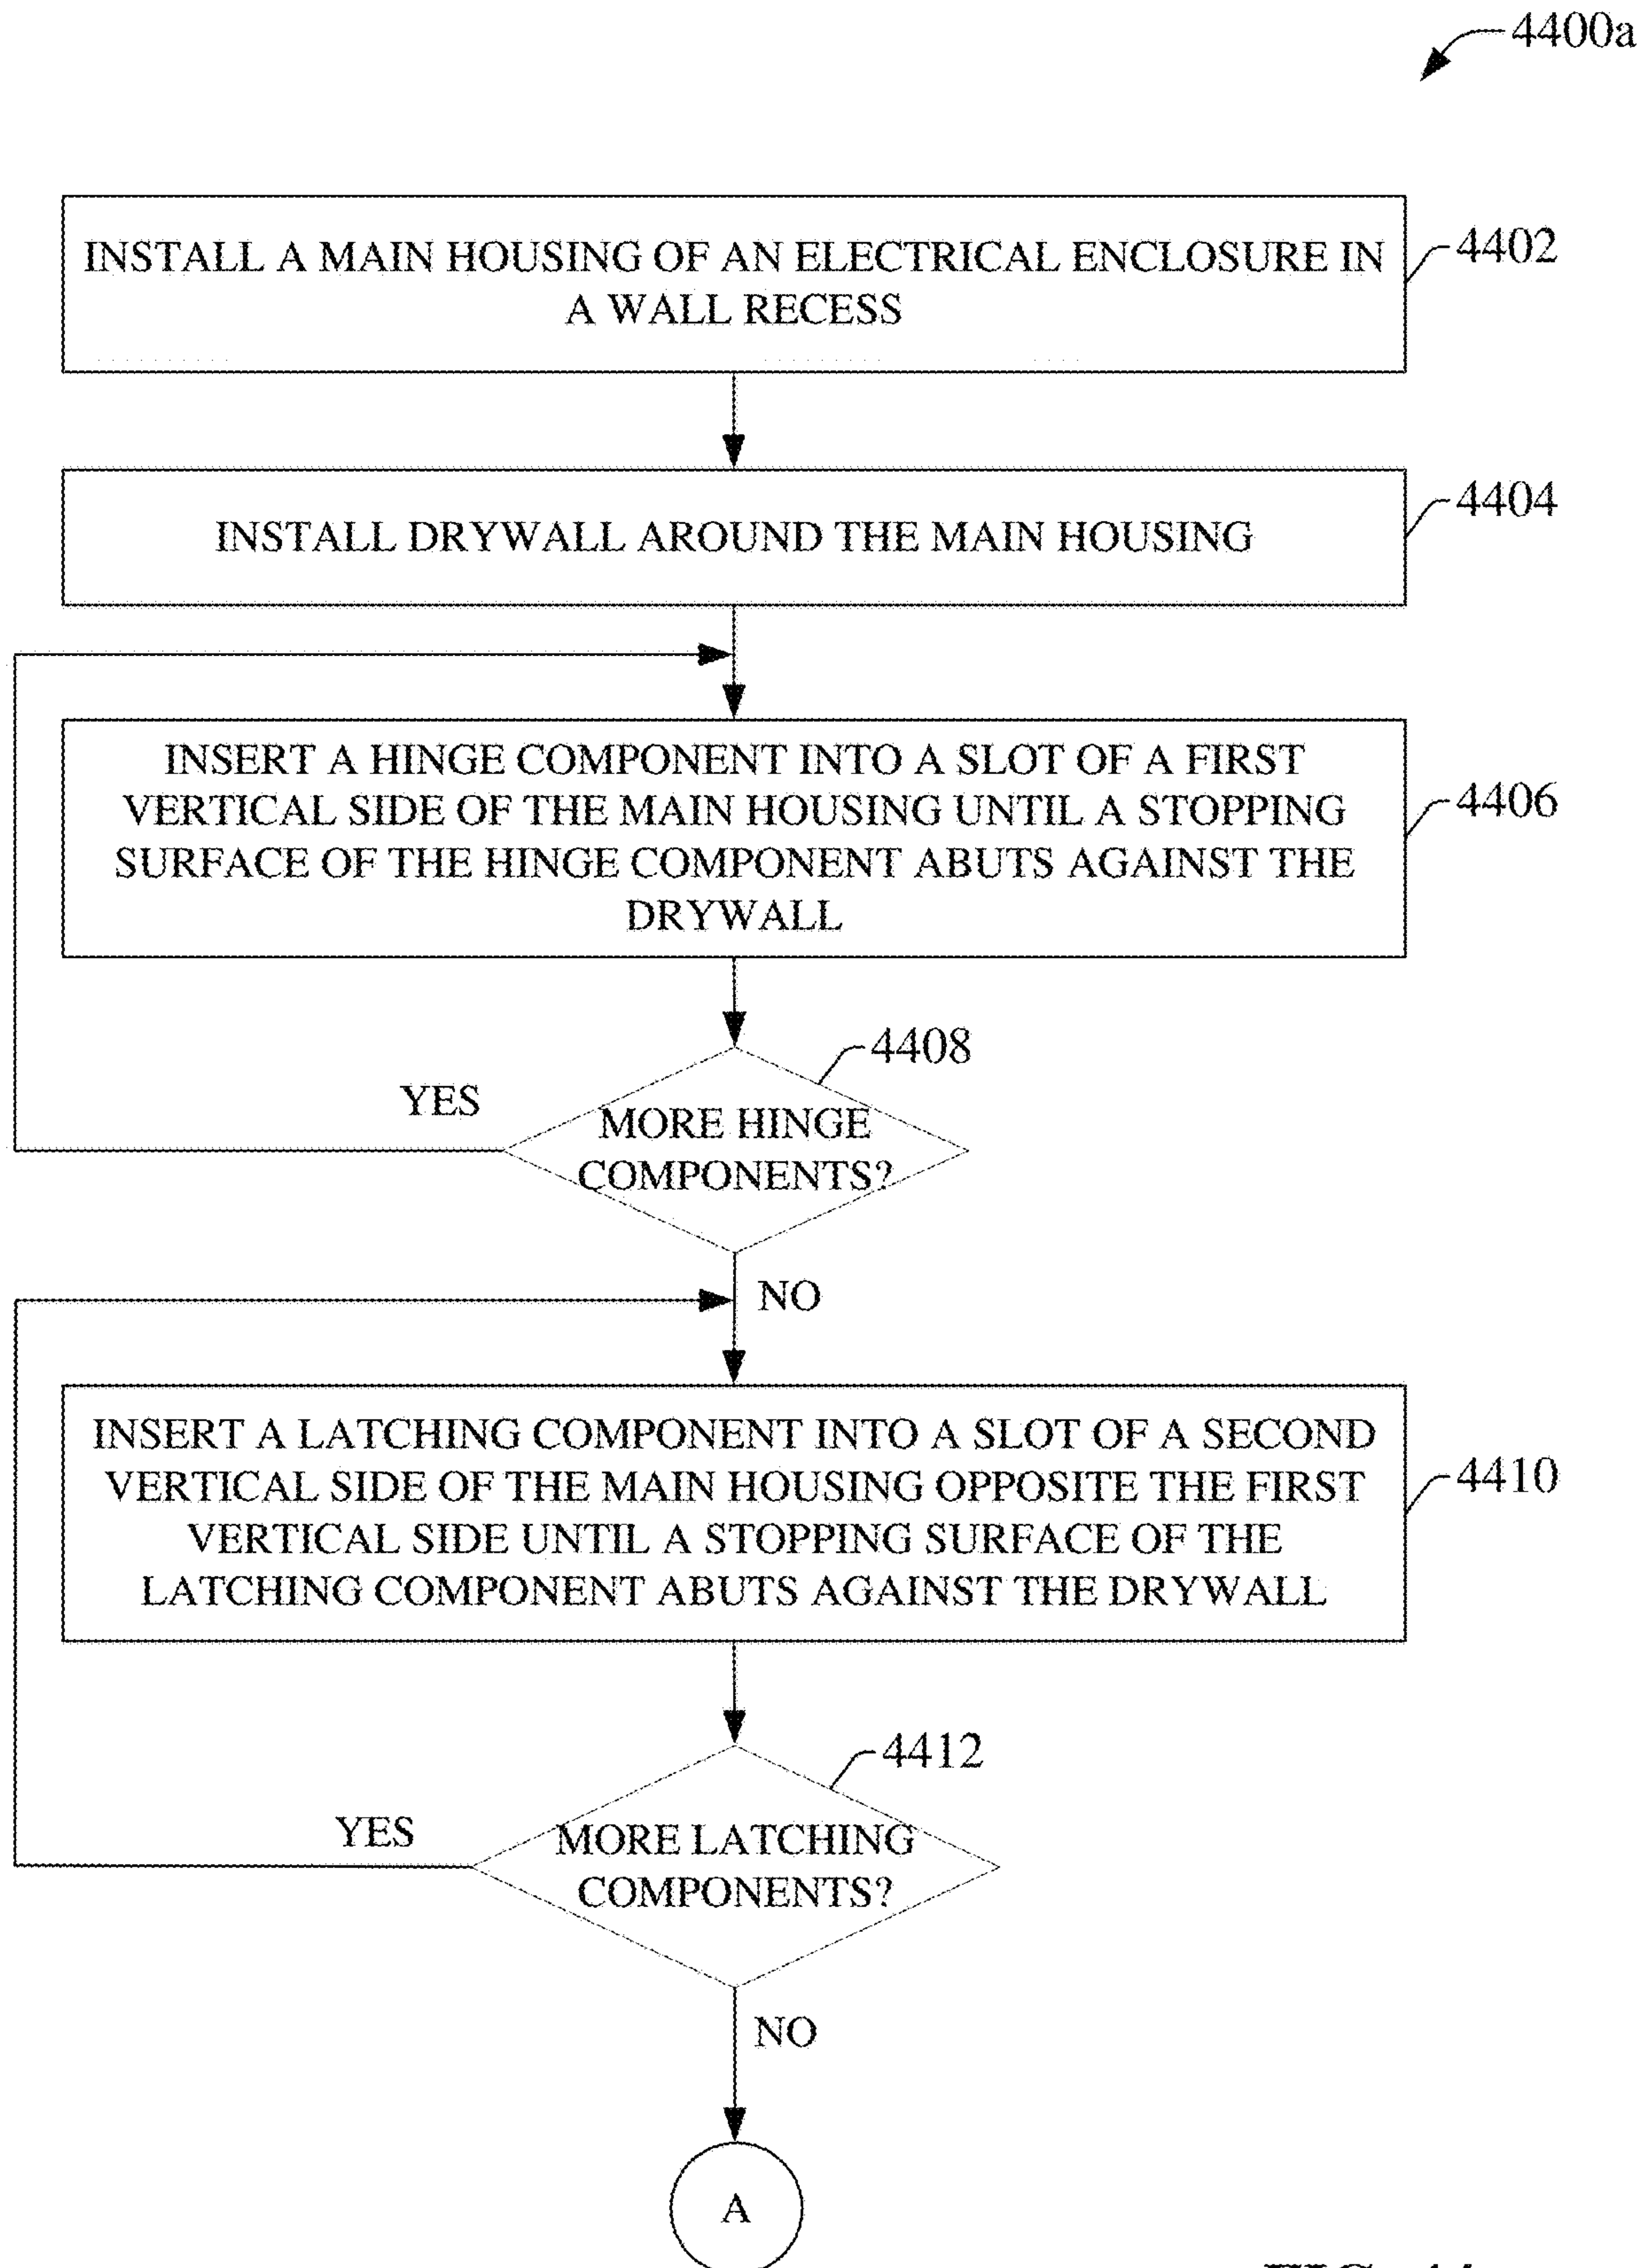 4400a
INSTALL A MAIN HOUSING OF AN ELECTRICAL ENCLOSURE IN
A WALL RECESS
4402
INSTALL DRYWALL AROUND THE MAIN HOUSING
4404
INSERT A HINGE COMPONENT INTO A SLOT OF A FIRST
VERTICAL SIDE OF THE MAIN HOUSING UNTIL A STOPPING
SURFACE OF THE HINGE COMPONENT ABUTS AGAINST THE
DRYWALL
4406
4408
YES
MORE HINGE
COMPONENTS?
NO
INSERT A LATCHING COMPONENT INTO A SLOT OF A SECOND
VERTICAL SIDE OF THE MAIN HOUSING OPPOSITE THE FIRST
VERTICAL SIDE UNTIL A STOPPING SURFACE OF THE
LATCHING COMPONENT ABUTS AGAINST THE DRYWALL
4410
4412
YES
MORE LATCHING
COMPONENTS?
NO
A